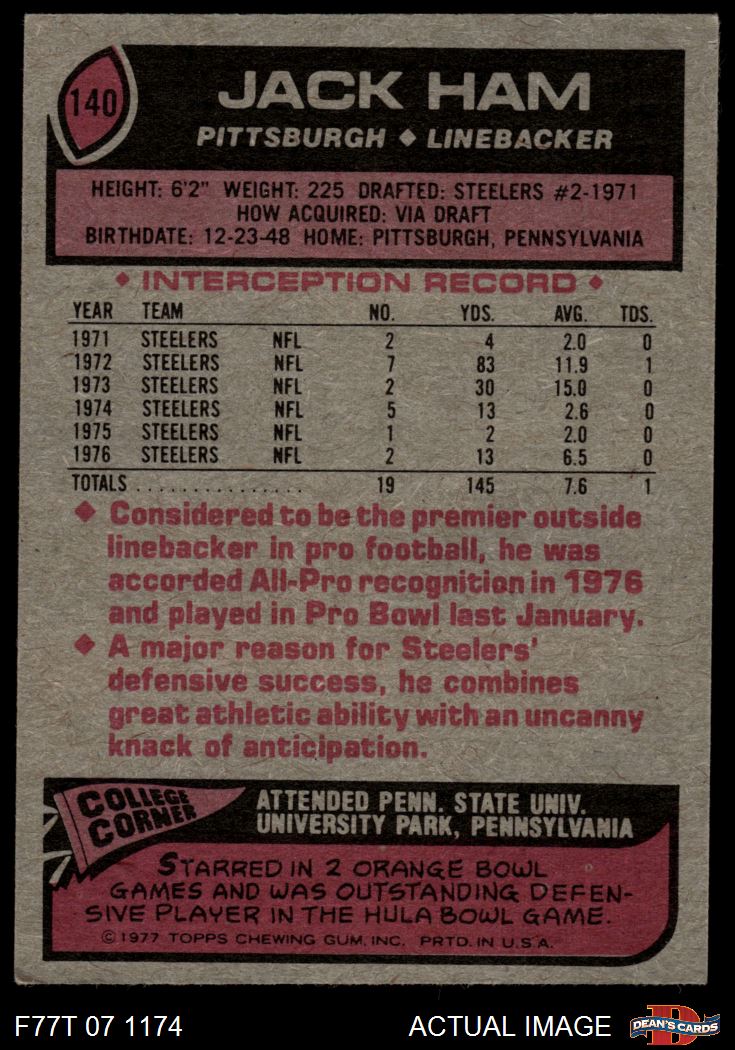 140
JACK HAM
PITTSBURGH ◆ LINEBACKER
HEIGHT: 6'2" WEIGHT: 225 DRAFTED: STEELERS #2-1971
HOW ACQUIRED: VIA DRAFT
BIRTHDATE: 12-23-48 HOME: PITTSBURGH, PENNSYLVANIA
◆ INTERCEPTION RECORD ◆
YEAR TEAM NO. YDS. AVG. TDS.
1971 STEELERS NFL 2 4 2.0 0
1972 STEELERS NFL 7 83 11.9 1
1973 STEELERS NFL 2 30 15.0 0
1974 STEELERS NFL 5 13 2.6 0
1975 STEELERS NFL 1 2 2.0 0
1976 STEELERS NFL 2 13 6.5 0
TOTALS . . . . . . . . . . . . . . . . 19 145 7.6 1
◆ Considered to be the premier outside
linebacker in pro football, he was
accorded All-Pro recognition in 1976
and played in Pro Bowl last January.
◆ A major reason for Steelers'
defensive success, he combines
great athletic ability with an uncanny
knack of anticipation.
COLLEGE
CORNER
ATTENDED PENN. STATE UNIV.
UNIVERSITY PARK, PENNSYLVANIA
STARRED IN 2 ORANGE BOWL
GAMES AND WAS OUTSTANDING DEFEN-
SIVE PLAYER IN THE HULA BOWL GAME.
© 1977 TOPPS CHEWING GUM, INC. PRTD. IN U.S.A.
F77T 07 1174
ACTUAL IMAGE
D
DEAN'S CARDS